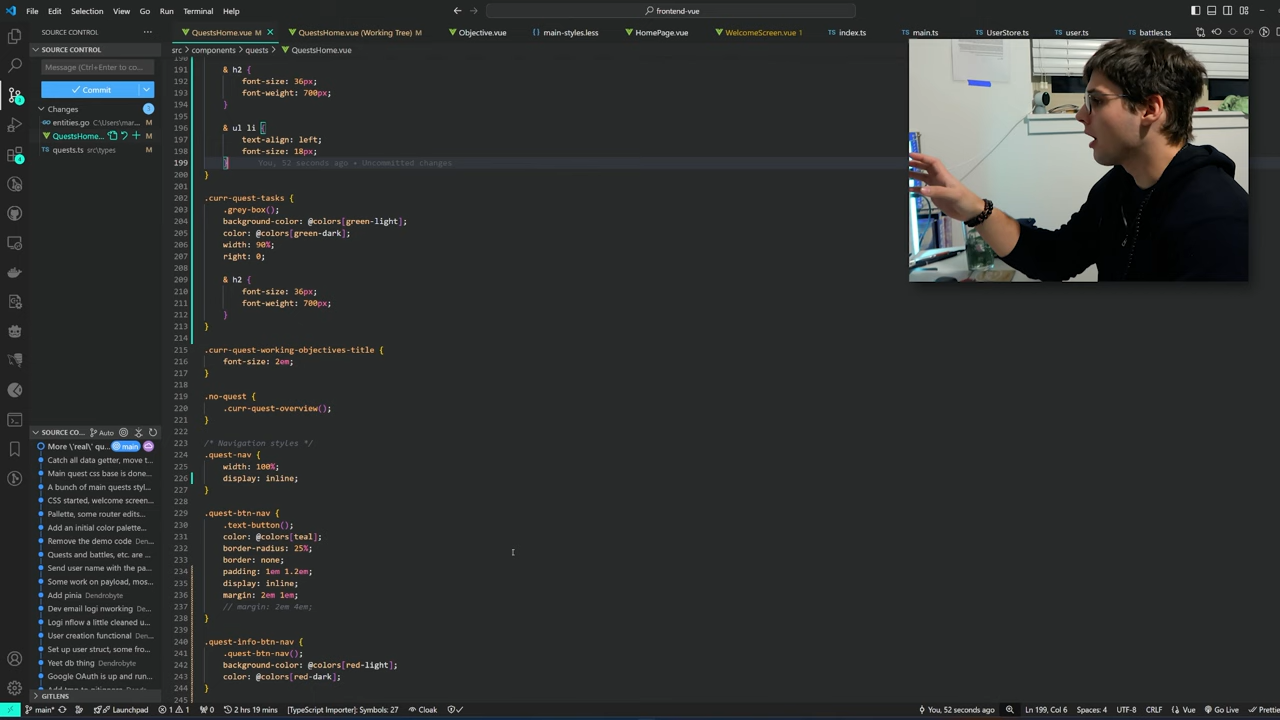 File Edit Selection View Go Run Terminal Help
frontend-vue
SOURCE CONTROL
QuestsHome.vue M
QuestsHome.vue (Working Tree) M
Objective.vue
main-styles.less
HomePage.vue
WelcomeScreen.vue 1
index.ts
main.ts
UserStore.ts
user.ts
battles.ts
src > components > quests > QuestsHome.vue
SOURCE CONTROL
Message (Ctrl+Enter to co...
Commit
Changes
entities.go C:\Users\mar... M
QuestsHome... M
quests.ts src\types M
190
191 & h2 {
192 font-size: 36px;
193 font-weight: 700px;
194 }
195
196 & ul li {
197 text-align: left;
198 font-size: 18px;
199 } You, 52 seconds ago • Uncommitted changes
200 }
201
202 .curr-quest-tasks {
203 .grey-box();
204 background-color: @colors[green-light];
205 color: @colors[green-dark];
206 width: 90%;
207 right: 0;
208
209 & h2 {
210 font-size: 36px;
211 font-weight: 700px;
212 }
213 }
214
215 .curr-quest-working-objectives-title {
216 font-size: 2em;
217 }
218
219 .no-quest {
220 .curr-quest-overview();
221 }
222
223 /* Navigation styles */
224 .quest-nav {
225 width: 100%;
226 display: inline;
227 }
228
229 .quest-btn-nav {
230 .text-button();
231 color: @colors[teal];
232 border-radius: 25%;
233 border: none;
234 padding: 1em 1.2em;
235 display: inline;
236 margin: 2em 1em;
237 // margin: 2em 4em;
238 }
239
240 .quest-info-btn-nav {
241 .quest-btn-nav();
242 background-color: @colors[red-light];
243 color: @colors[red-dark];
244 }
245
SOURCE CO... Auto
More \'real\' qu... main
Catch all data getter, move t...
Main quest css base is done...
A bunch of main quests styl...
CSS started, welcome screen...
Pallette, some router edits...
Add an initial color palette...
Remove the demo code
Quests and battles, etc. are ...
Send user name with the pa...
Some work on payload, mos...
Add pinia Dendrobyte
Dev email logi nworking Den...
Logi nflow a little cleaned u...
User creation functional Den...
Set up user struct, some fro...
Yeet db thing Dendrobyte
Google OAuth is up and run...
GITLENS
main* Launchpad 1 1 0 2 hrs 19 mins [TypeScript Importer]: Symbols: 27 Cloak
You, 52 seconds ago Ln 199, Col 6 Spaces: 4 UTF-8 CRLF Vue Go Live Prettie